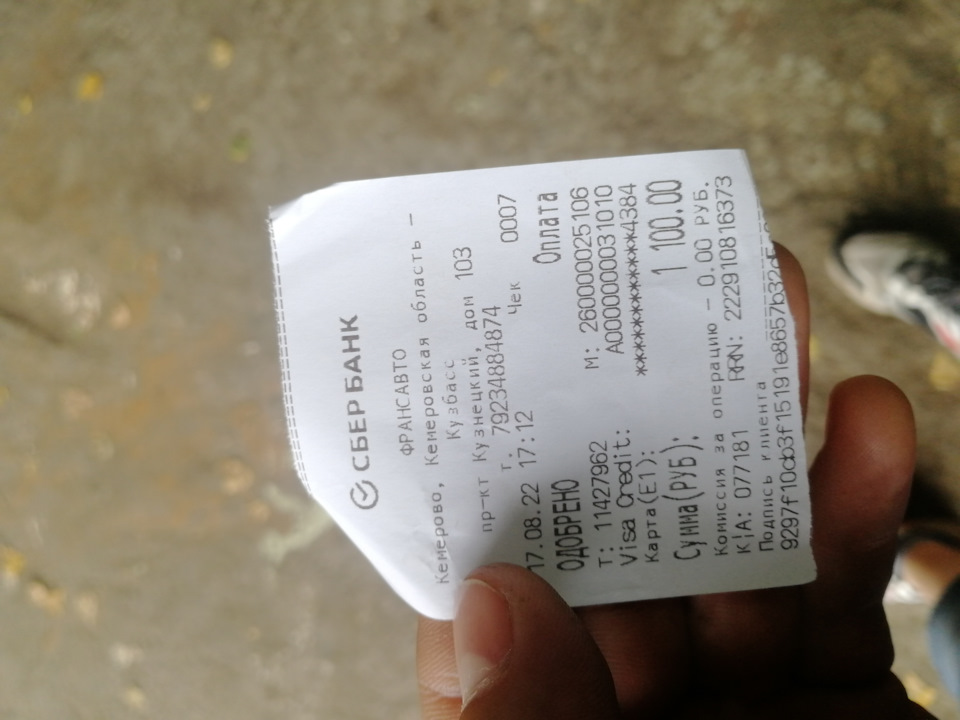 СБЕРБАНК
ФРАНСАВТО
Кемерово, Кемеровская область –
Кузбасс
пр-кт Кузнецкий, дом 103
т. 79234884874
17.08.22 17:12 Чек 0007
ОДОБРЕНО Оплата
Т: 11427962 М: 260000025106
Visa Credit: A0000000031010
Карта(E1): ************4384
Сумма(РУБ): 1 100.00
Комиссия за операцию – 0.00 РУБ.
К|А: 077181 RRN: 222910816373
Подпись клиента